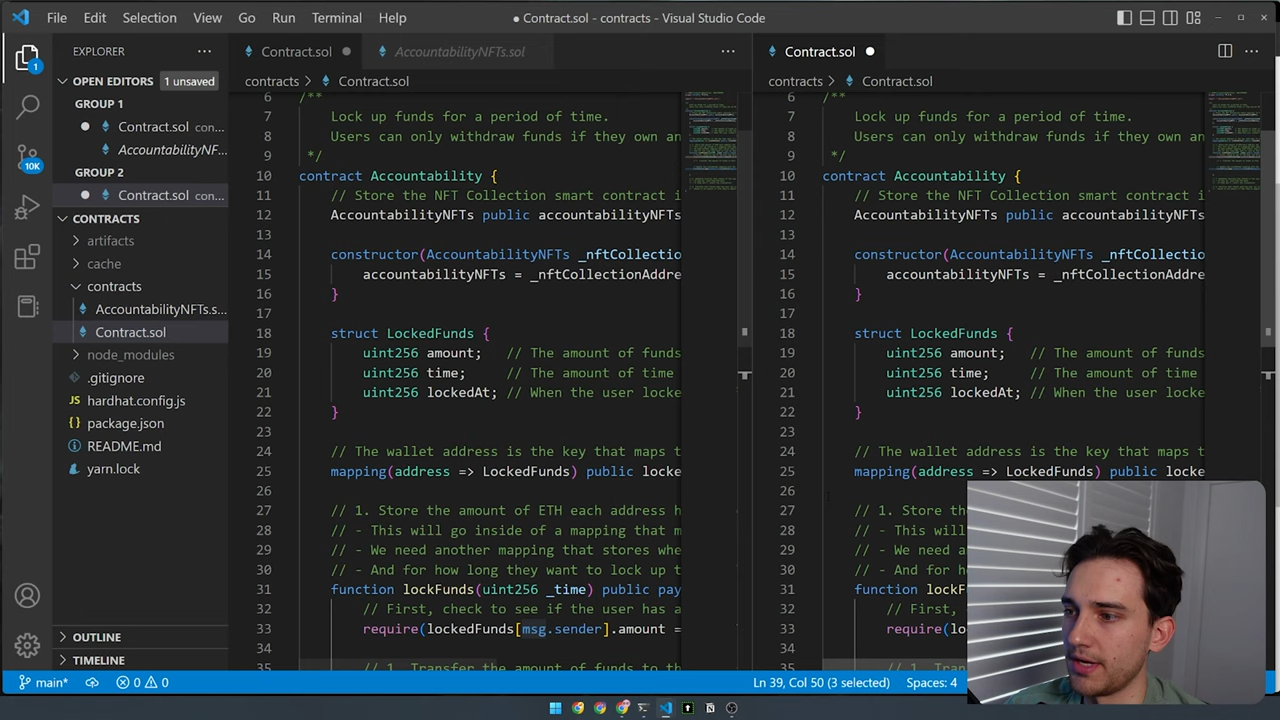 File Edit Selection View Go Run Terminal Help
● Contract.sol - contracts - Visual Studio Code
EXPLORER
OPEN EDITORS 1 unsaved
GROUP 1
Contract.sol con...
AccountabilityNF...
GROUP 2
Contract.sol con...
CONTRACTS
artifacts
cache
contracts
AccountabilityNFTs.s...
Contract.sol
node_modules
.gitignore
hardhat.config.js
package.json
README.md
yarn.lock
OUTLINE
TIMELINE
1
10K
Contract.sol AccountabilityNFTs.sol
contracts > Contract.sol
6 /**
7 Lock up funds for a period of time.
8 Users can only withdraw funds if they own an
9 */
10 contract Accountability {
11 // Store the NFT Collection smart contract i
12 AccountabilityNFTs public accountabilityNFTs
13
14 constructor(AccountabilityNFTs _nftCollectio
15 accountabilityNFTs = _nftCollectionAddre
16 }
17
18 struct LockedFunds {
19 uint256 amount; // The amount of funds
20 uint256 time; // The amount of time
21 uint256 lockedAt; // When the user locke
22 }
23
24 // The wallet address is the key that maps t
25 mapping(address => LockedFunds) public locke
26
27 // 1. Store the amount of ETH each address h
28 // - This will go inside of a mapping that m
29 // - We need another mapping that stores whe
30 // - And for how long they want to lock up t
31 function lockFunds(uint256 _time) public pay
32 // First, check to see if the user has a
33 require(lockedFunds[msg.sender].amount =
34
35 // 1. Transfer the amount of funds to th
Contract.sol
contracts > Contract.sol
6 /**
7 Lock up funds for a period of time.
8 Users can only withdraw funds if they own an
9 */
10 contract Accountability {
11 // Store the NFT Collection smart contract i
12 AccountabilityNFTs public accountabilityNFTs
13
14 constructor(AccountabilityNFTs _nftCollectio
15 accountabilityNFTs = _nftCollectionAddre
16 }
17
18 struct LockedFunds {
19 uint256 amount; // The amount of funds
20 uint256 time; // The amount of time
21 uint256 lockedAt; // When the user locke
22 }
23
24 // The wallet address is the key that maps t
25 mapping(address => LockedFunds) public locke
26
27 // 1. Store th
28 // - This will
29 // - We need a
30 // - And for h
31 function lockF
32 // First,
33 require(lo
34
35 // 1. Tran
main* 0 0 Ln 39, Col 50 (3 selected) Spaces: 4